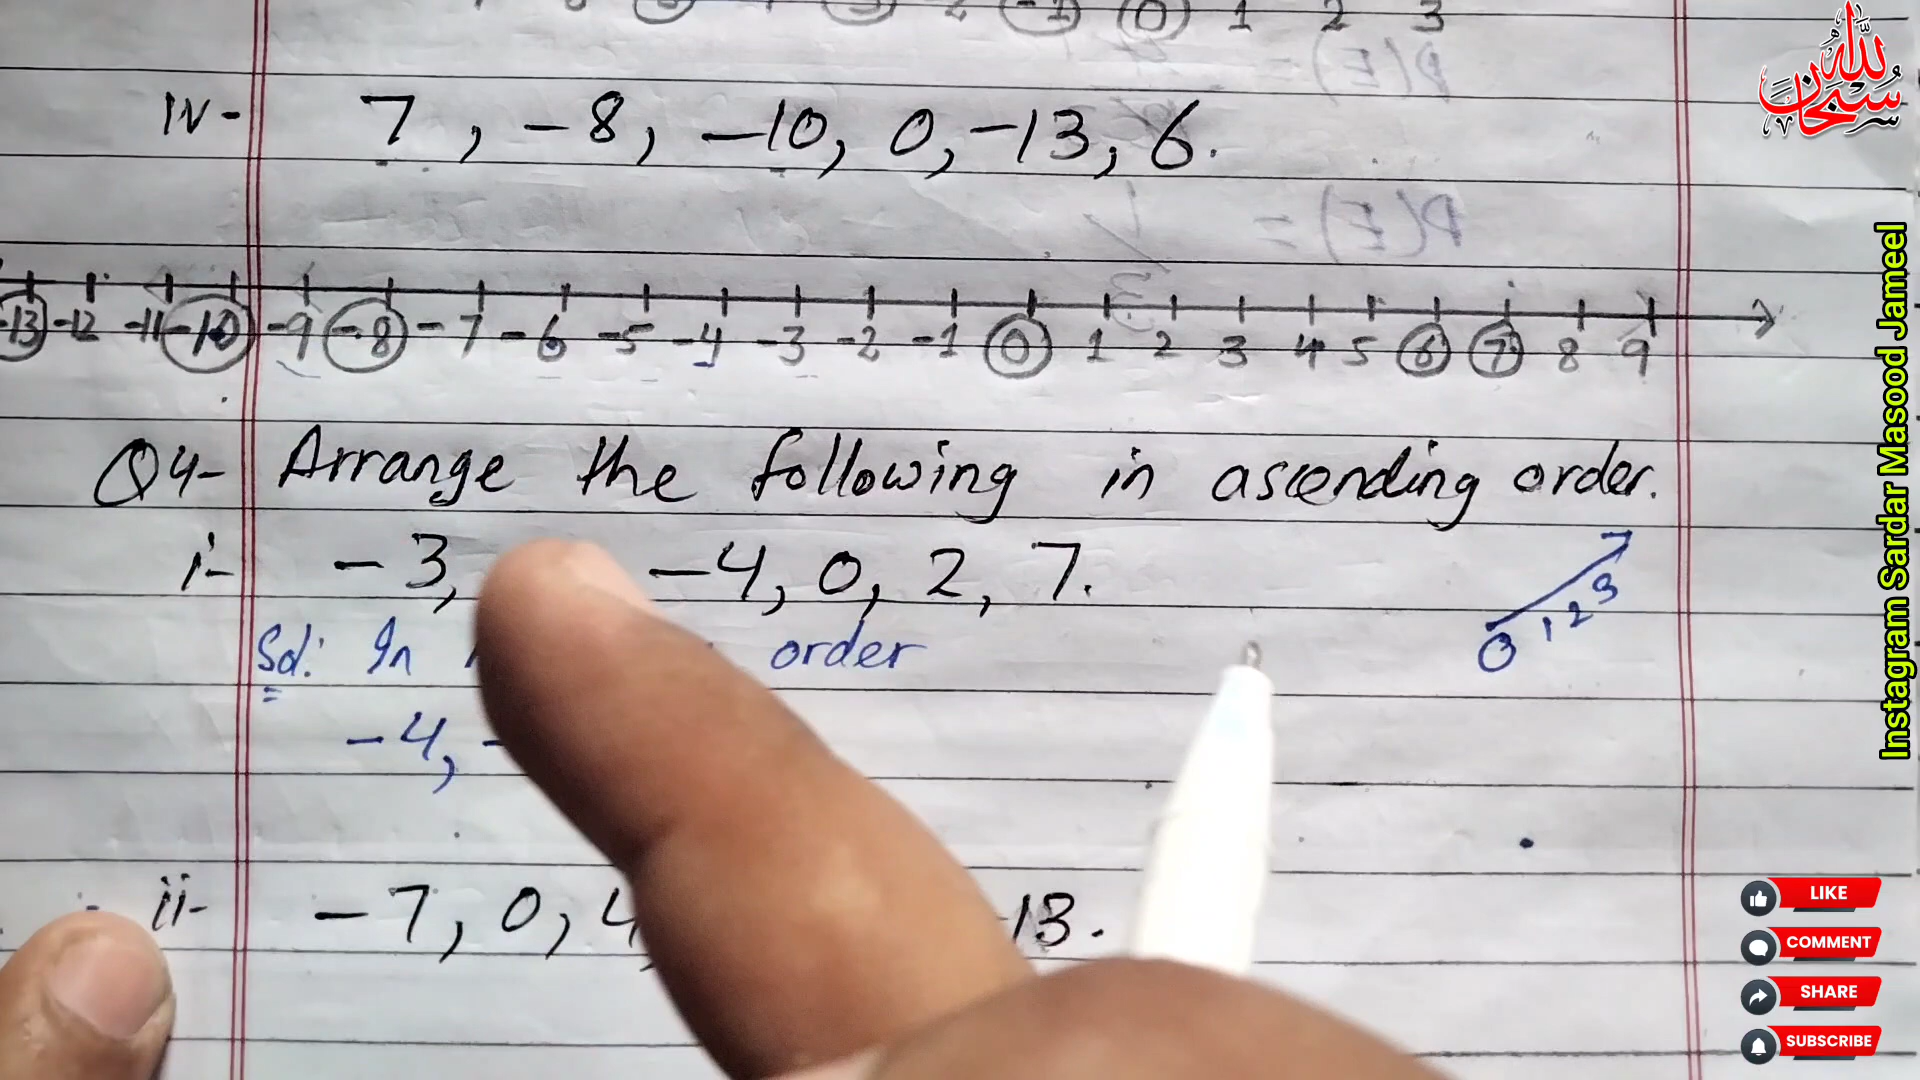 1 2 3
iv- 7, -8, -10, 0, -13, 6.
-13 -12 -11 -10 -9 -8 -7 -6 -5 -4 -3 -2 -1 0 1 2 3 4 5 6 7 8 9
Q4- Arrange the following in ascending order.
i- -3, -4, 0, 2, 7.
Sol: In order
-4, -
0 1 2 3
ii- -7, 0, 4 -13.
سبحان الله
Instagram Sardar Masood Jameel
LIKE
COMMENT
SHARE
SUBSCRIBE